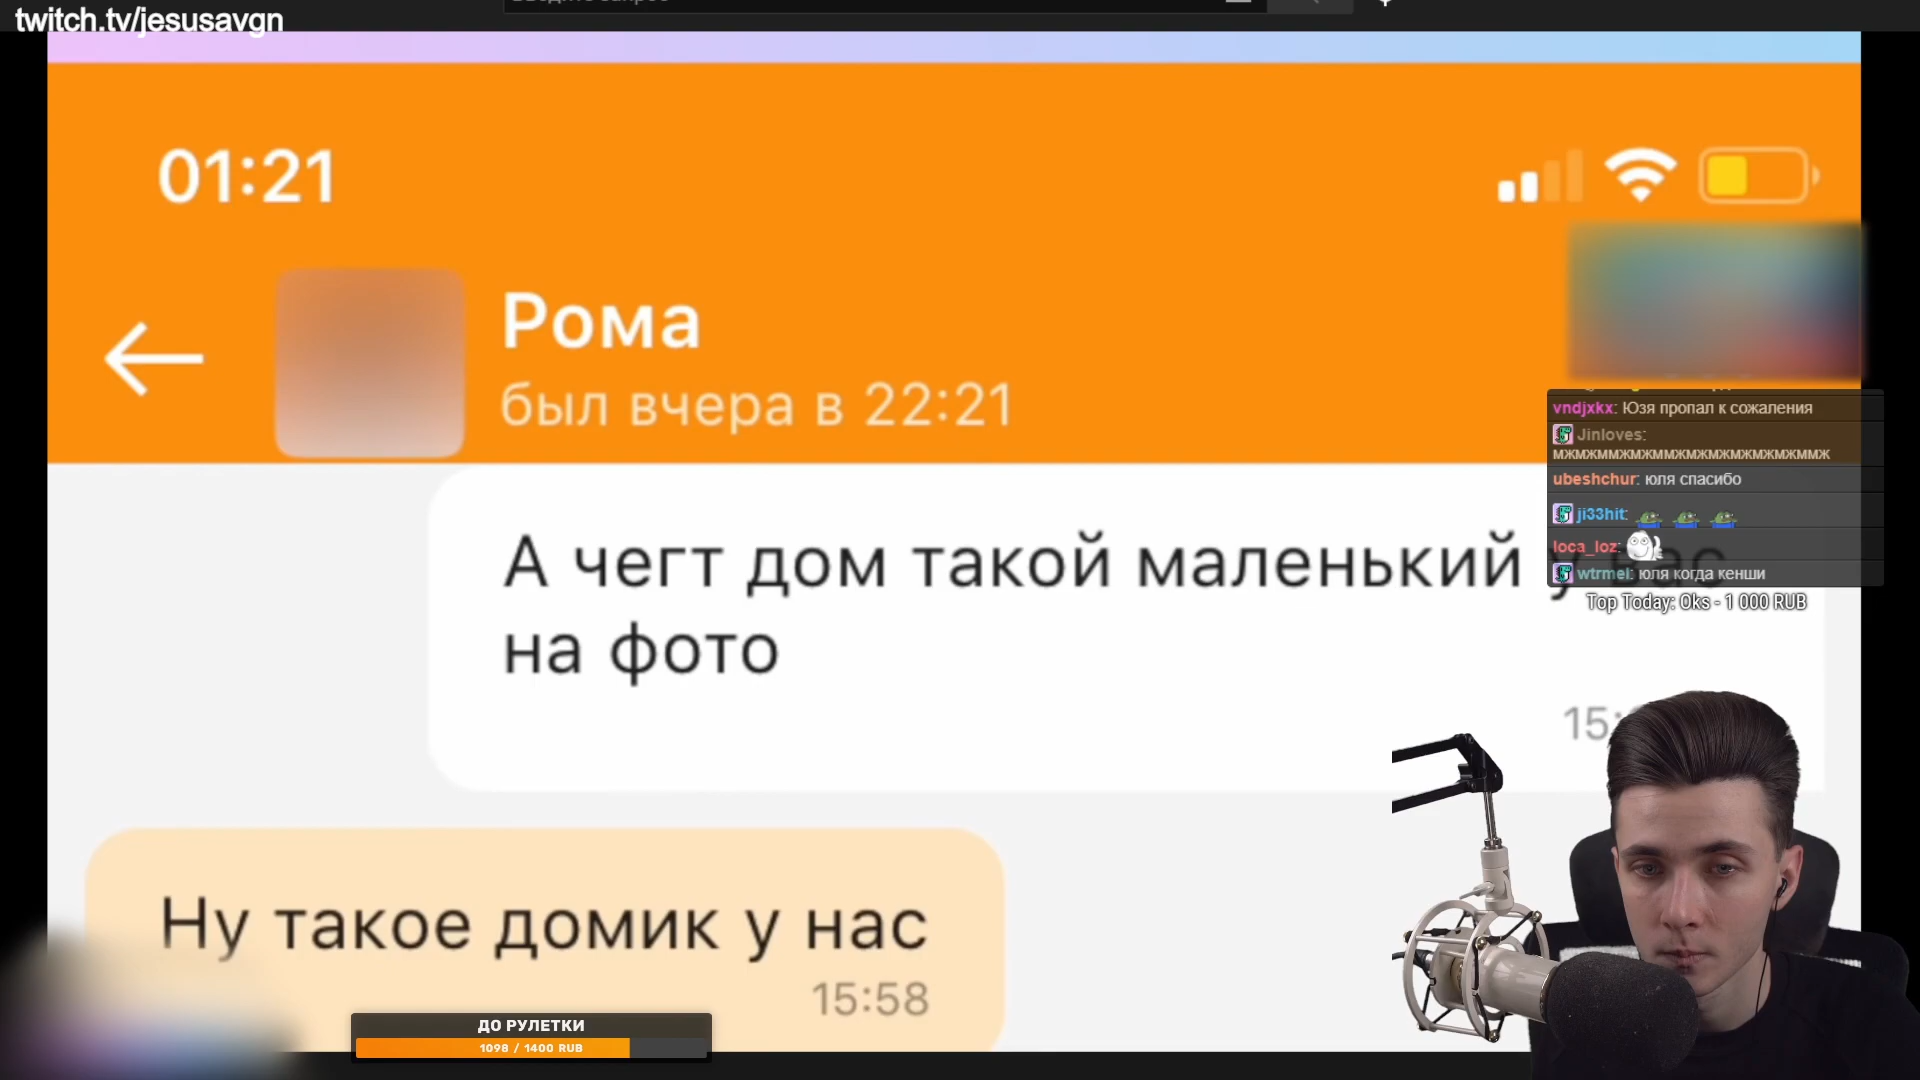 twitch.tv/jesusavgn
01:21
Рома
был вчера в 22:21
А чегт дом такой маленький у вас
на фото
Ну такое домик у нас
15:58
vndjxkx: Юзя пропал к сожаления
Jinloves:
мжмжммжмжммжмжмжмжмжмжммж
ubeshchur: юля спасибо
ji33hit:
loca_loz:
wtrmel: юля когда кенши
Top Today: Oks - 1 000 RUB
ДО РУЛЕТКИ
1098 / 1400 RUB